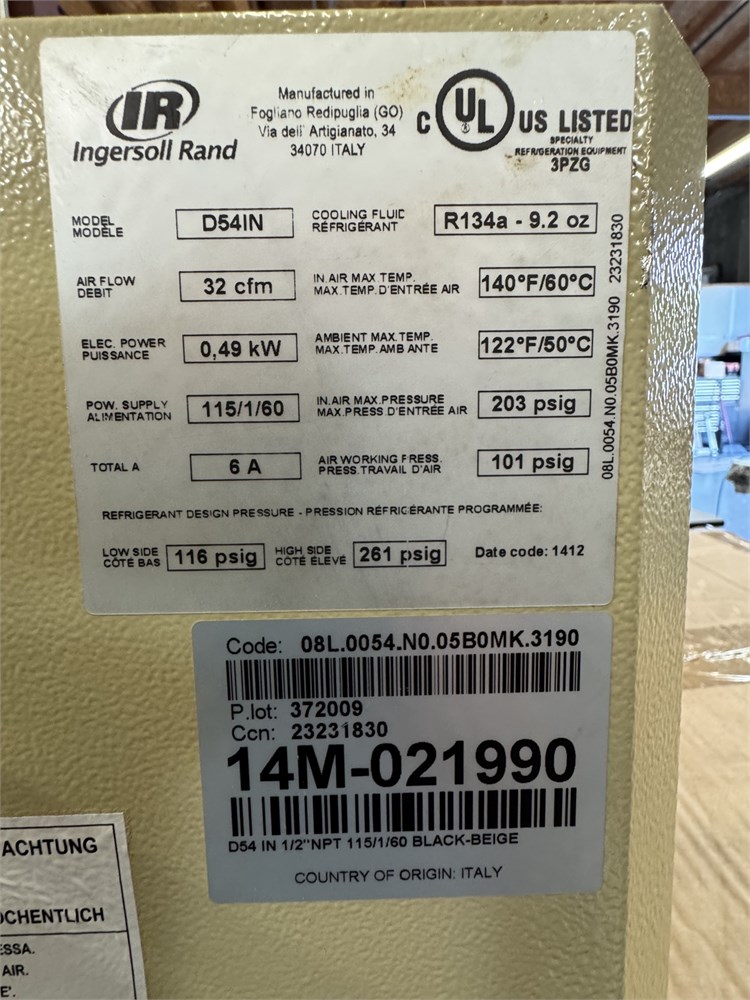 IR
Ingersoll Rand
Manufactured in
Fogliano Redipuglia (GO)
Via dell' Artigianato, 34
34070 ITALY
C UL US LISTED
SPECIALTY
REFRIGERATION EQUIPMENT
3PZG
MODEL
MODÈLE
D54IN
COOLING FLUID
RÉFRIGÉRANT
R134a - 9.2 oz
AIR FLOW
DEBIT
32 cfm
IN.AIR MAX TEMP.
MAX.TEMP.D'ENTRÉE AIR
140°F/60°C
ELEC. POWER
PUISSANCE
0,49 kW
AMBIENT MAX.TEMP.
MAX.TEMP.AMBIANTE
122°F/50°C
POW. SUPPLY
ALIMENTATION
115/1/60
IN.AIR MAX.PRESSURE
MAX.PRESS.D'ENTRÉE AIR
203 psig
TOTAL A
6 A
AIR WORKING PRESS.
PRESS.TRAVAIL D'AIR
101 psig
08L.0054.N0.05B0MK.3190 23231830
REFRIGERANT DESIGN PRESSURE - PRESSION RÉFRIGÉRANTE PROGRAMMÉE:
LOW SIDE
CÔTÉ BAS
116 psig
HIGH SIDE
CÔTÉ ÉLEVÉ
261 psig
Date code: 1412
Code: 08L.0054.N0.05B0MK.3190
P.lot: 372009
Ccn: 23231830
14M-021990
D54 IN 1/2"NPT 115/1/60 BLACK-BEIGE
COUNTRY OF ORIGIN: ITALY
ACHTUNG
OCHENTLICH
ESSA.
AIR.
E'.